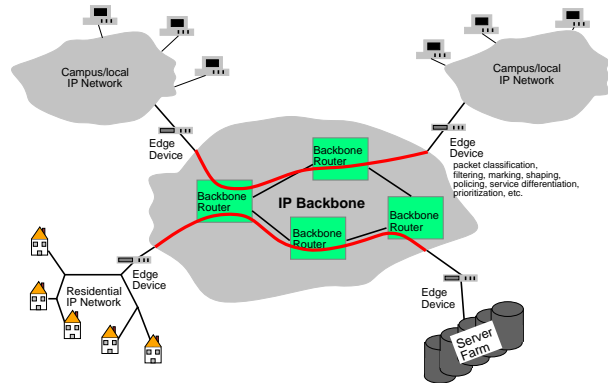 Campus/local
IP Network
Campus/local
IP Network
Edge
Device
Edge
Device
packet classification,
filtering, marking, shaping,
policing, service differentiation,
prioritization, etc.
Backbone
Router
Backbone
Router
IP Backbone
Backbone
Router
Backbone
Router
Edge
Device
Residential
IP Network
Edge
Device
Server
Farm